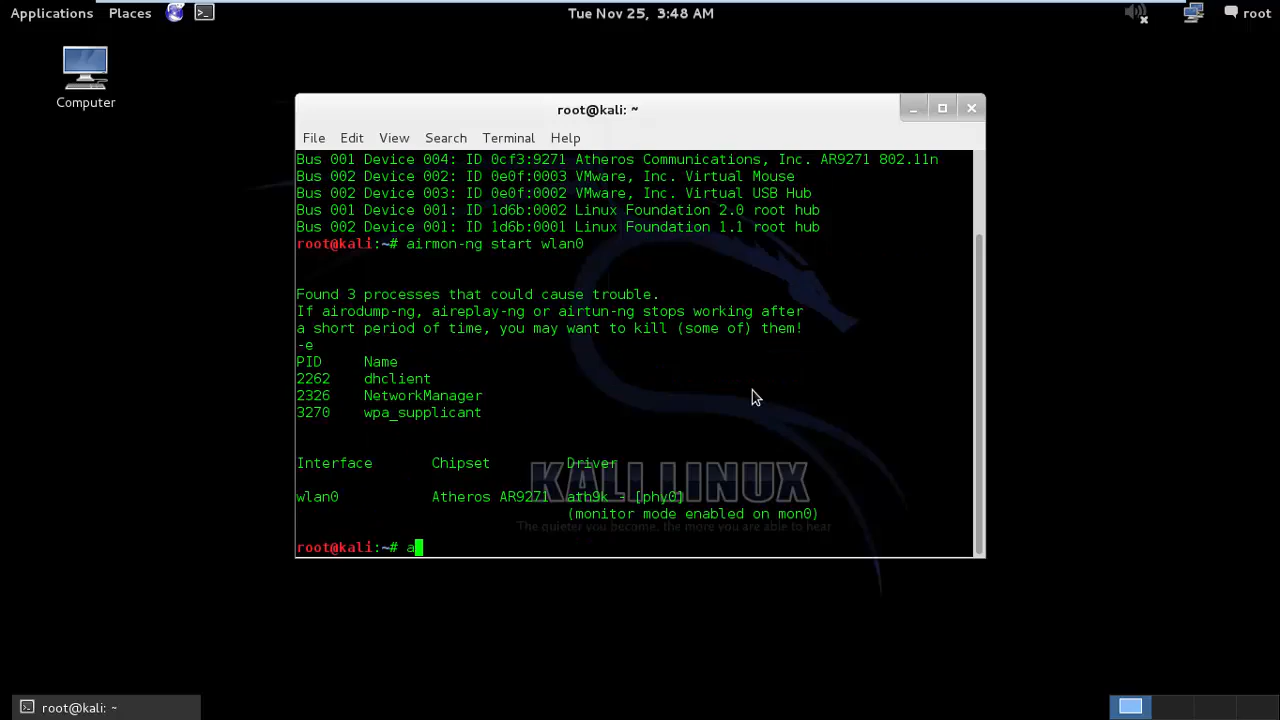 Applications Places Tue Nov 25, 3:48 AM root
Computer
root@kali: ~
File Edit View Search Terminal Help
Bus 001 Device 004: ID 0cf3:9271 Atheros Communications, Inc. AR9271 802.11n
Bus 002 Device 002: ID 0e0f:0003 VMware, Inc. Virtual Mouse
Bus 002 Device 003: ID 0e0f:0002 VMware, Inc. Virtual USB Hub
Bus 001 Device 001: ID 1d6b:0002 Linux Foundation 2.0 root hub
Bus 002 Device 001: ID 1d6b:0001 Linux Foundation 1.1 root hub
root@kali:~# airmon-ng start wlan0
Found 3 processes that could cause trouble.
If airodump-ng, aireplay-ng or airtun-ng stops working after
a short period of time, you may want to kill (some of) them!
-e
PID Name
2262 dhclient
2326 NetworkManager
3270 wpa_supplicant
Interface Chipset Driver
KALI LINUX
wlan0 Atheros AR9271 ath9k - [phy0]
(monitor mode enabled on mon0)
The quieter you become, the more you are able to hear
root@kali:~# a
root@kali: ~